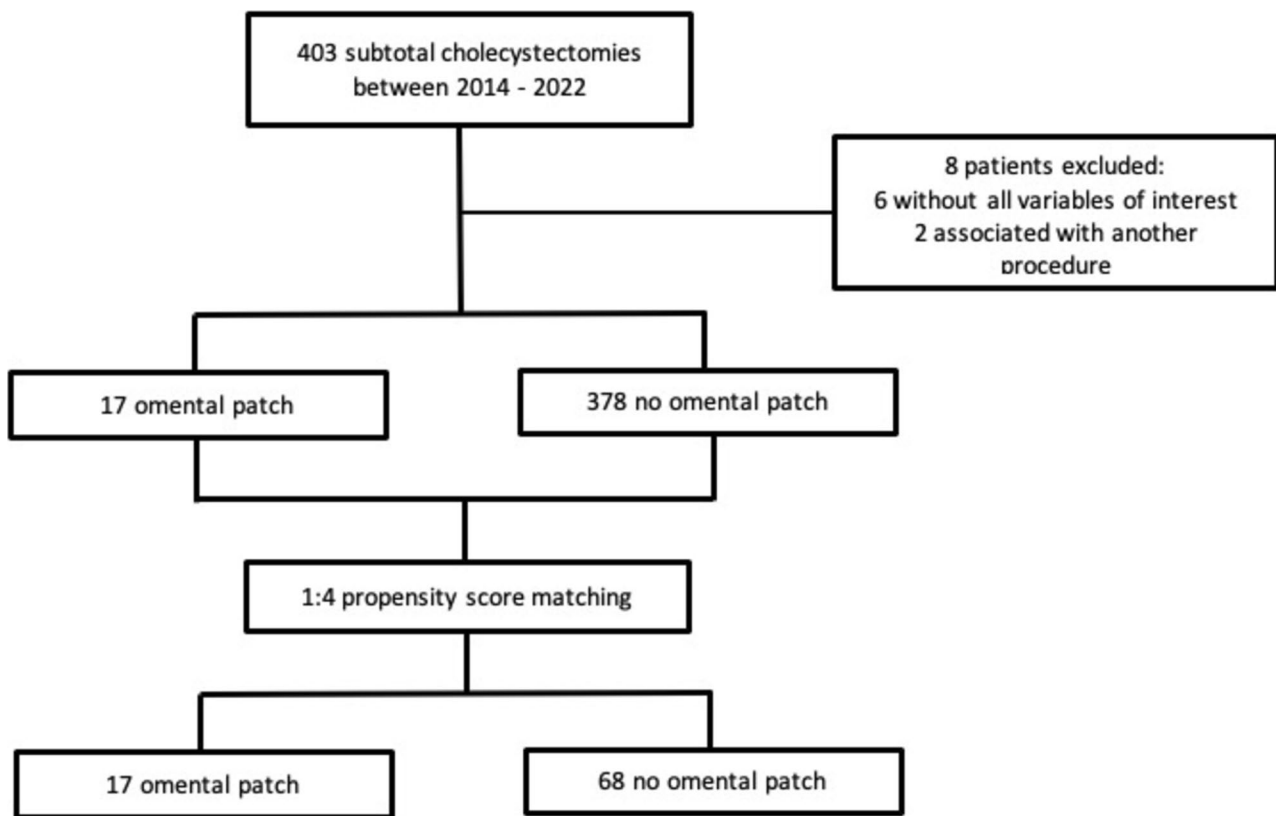 403 subtotal cholecystectomies
between 2014 - 2022
8 patients excluded:
6 without all variables of interest
2 associated with another
procedure
17 omental patch
378 no omental patch
1:4 propensity score matching
17 omental patch
68 no omental patch